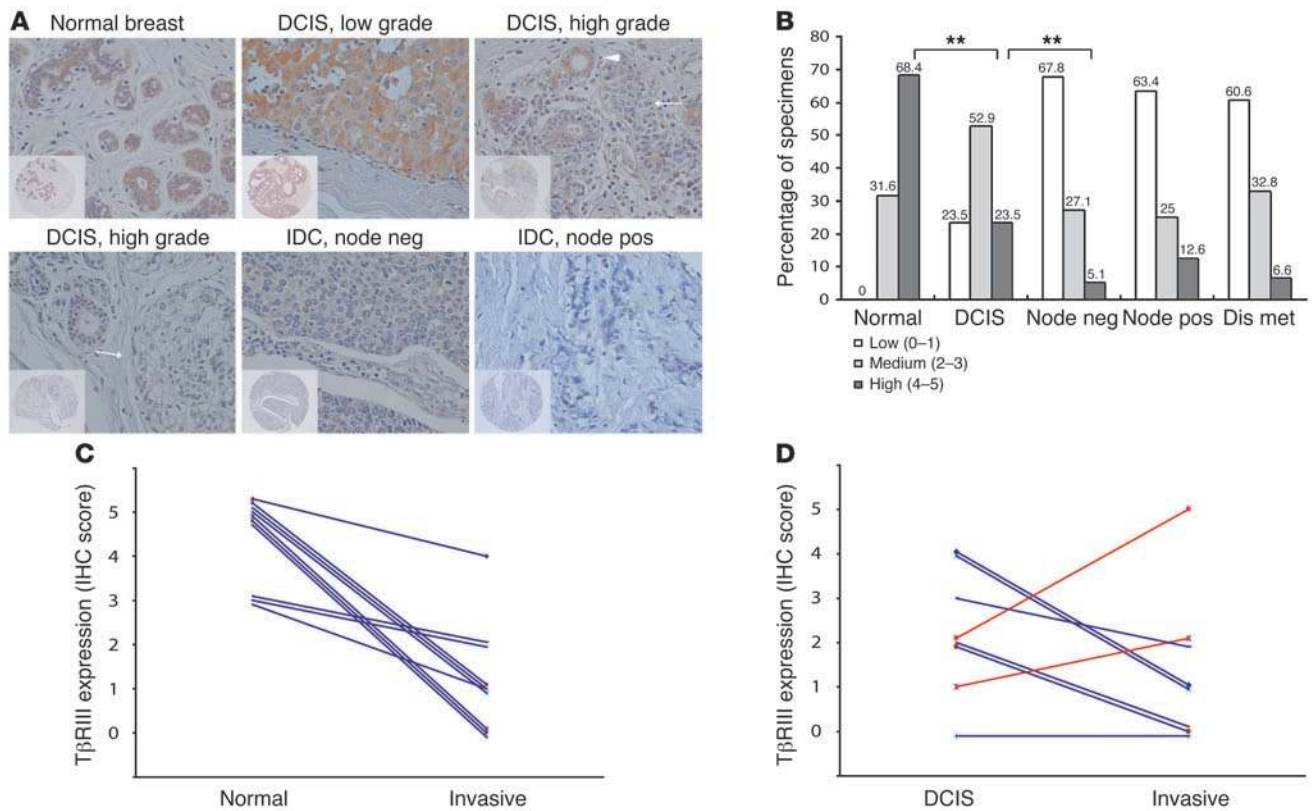 A
Normal breast
DCIS, low grade
DCIS, high grade
DCIS, high grade
IDC, node neg
IDC, node pos
B
Percentage of specimens
80
70
60
50
40
30
20
10
0
** **
0 31.6 68.4
23.5 52.9 23.5
67.8 27.1 5.1
63.4 25 12.6
60.6 32.8 6.6
Normal DCIS Node neg Node pos Dis met
Low (0–1)
Medium (2–3)
High (4–5)
C
TβRIII expression (IHC score)
5
4
3
2
1
0
Normal Invasive
D
TβRIII expression (IHC score)
5
4
3
2
1
0
DCIS Invasive